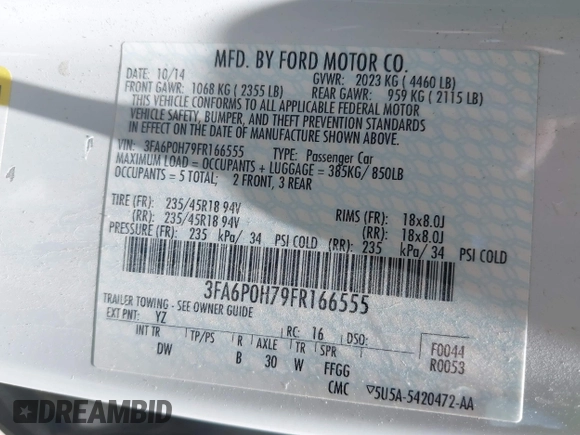 MFD. BY FORD MOTOR CO.
10/14 GVWR: 2023 KG ( 4460 LB)
FRONT GAWR: 1068 KG ( 2355 LB) REAR GAWR: 959 KG ( 2115 LB)
THIS VEHICLE CONFORMS TO ALL APPLICABLE FEDERAL MOTOR
VEHICLE SAFETY, BUMPER, AND THEFT PREVENTION STANDARDS
IN EFFECT ON THE DATE OF MANUFACTURE SHOWN ABOVE.
VIN: 3FA6P0H79FR166555 TYPE: Passenger Car
MAXIMUM LOAD = OCCUPANTS + LUGGAGE = 385KG/ 850LB
OCCUPANTS = 5 TOTAL; 2 FRONT, 3 REAR
TIRE (FR): 235/45R18 94V RIMS (FR): 18x8.0J
(RR): 235/45R18 94V (RR): 18x8.0J
PRESSURE (FR): 235 kPa/ 34 PSI COLD (RR): 235 kPa/ 34 PSI COLD
3FA6P0H79FR166555
TRAILER TOWING - SEE OWNER GUIDE
EXT PNT: YZ RC: 16 DSO:
INT TR TP/PS R AXLE TR SPR F0044
DW B 30 W FFGG R0053
CMC 5U5A-5420472-AA
4
DREAMBID